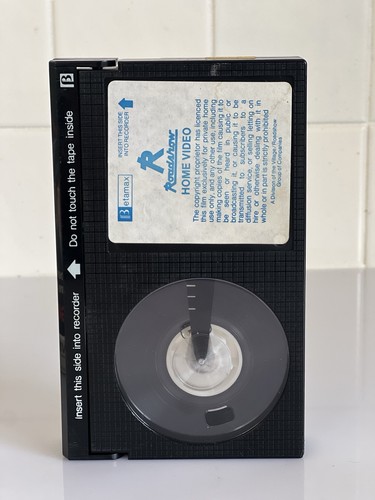 Insert this side into recorder
Do not touch the tape inside
B
Betamax
INSERT THIS SIDE
INTO RECORDER
R
Roadshow
HOME VIDEO
The copyright proprietor has licenced
this film exclusively for private home
use only, and any other use, including
making copies of the film causing it to
be seen or heard in public or
broadcasting it, or causing it to be
transmitted to subscribers to a
diffusion service, or selling letting on
hire or otherwise dealing with it in
whole or in part is strictly prohibited
A Division of the Village / Roadshow
Group of Companies